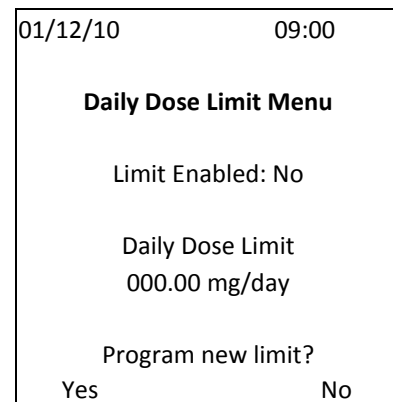 01/12/10 09:00
Daily Dose Limit Menu
Limit Enabled: No
Daily Dose Limit
000.00 mg/day
Program new limit?
Yes No